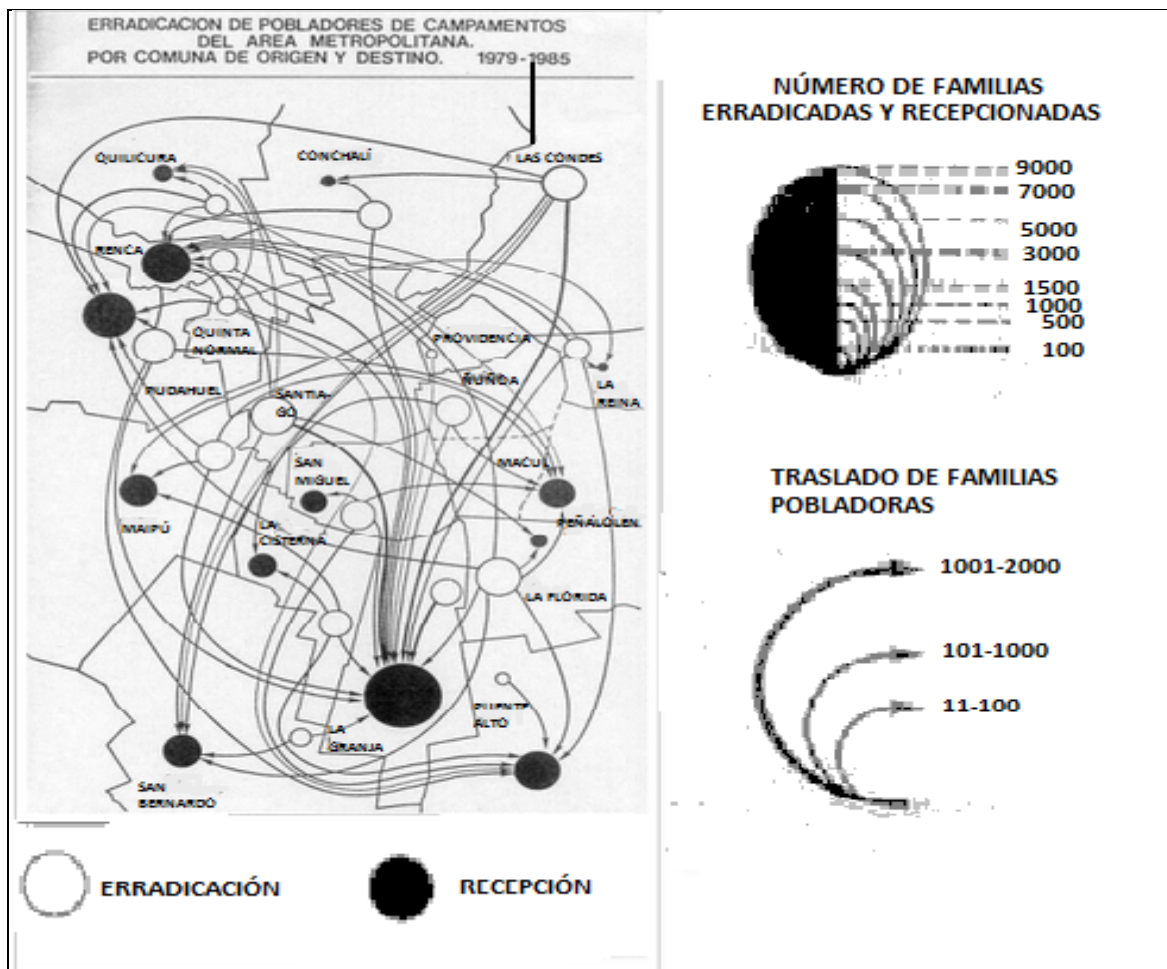 ERRADICACION DE POBLADORES DE CAMPAMENTOS
DEL AREA METROPOLITANA.
POR COMUNA DE ORIGEN Y DESTINO. 1979-1985
QUILICURA
CONCHALÍ
LAS CONDES
RENCA
QUINTA
NORMAL
PROVIDENCIA
ÑUÑOA
LA
REINA
PUDAHUEL
SANTIA-
GO
SAN
MIGUEL
MACUL
MAIPÚ
LA
CISTERNA
PEÑALOLEN.
LA FLÓRIDA
PUENTE
ALTO
LA
GRANJA
SAN
BERNARDO
ERRADICACIÓN
RECEPCIÓN
NÚMERO DE FAMILIAS
ERRADICADAS Y RECEPCIONADAS
9000
7000
5000
3000
1500
1000
500
100
TRASLADO DE FAMILIAS
POBLADORAS
1001-2000
101-1000
11-100